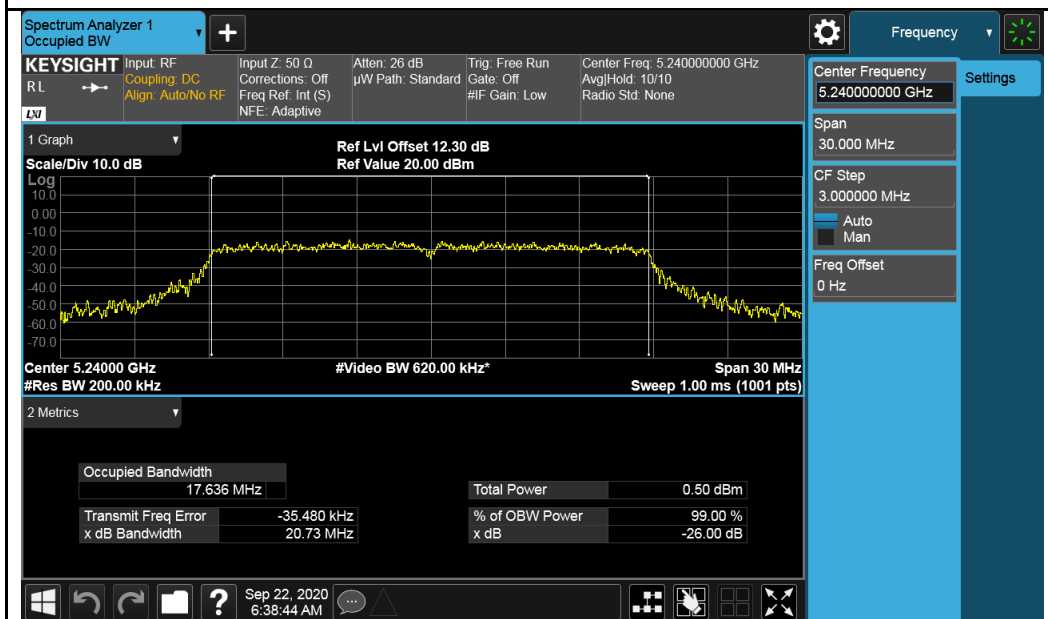 Spectrum Analyzer 1
Occupied BW
+
Frequency
KEYSIGHT
RL
LXI
Input: RF
Coupling: DC
Align: Auto/No RF
Input Z: 50 Ω
Corrections: Off
Freq Ref: Int (S)
NFE: Adaptive
Atten: 26 dB
µW Path: Standard
Trig: Free Run
Gate: Off
#IF Gain: Low
Center Freq: 5.240000000 GHz
Avg|Hold: 10/10
Radio Std: None
Center Frequency
5.240000000 GHz
Settings
Span
30.000 MHz
CF Step
3.000000 MHz
Auto
Man
Freq Offset
0 Hz
1 Graph
Scale/Div 10.0 dB
Ref Lvl Offset 12.30 dB
Ref Value 20.00 dBm
Log
10.0
0.00
-10.0
-20.0
-30.0
-40.0
-50.0
-60.0
-70.0
Center 5.24000 GHz
#Video BW 620.00 kHz*
Span 30 MHz
#Res BW 200.00 kHz
Sweep 1.00 ms (1001 pts)
2 Metrics
Occupied Bandwidth
17.636 MHz
Total Power 0.50 dBm
Transmit Freq Error -35.480 kHz
% of OBW Power 99.00 %
x dB Bandwidth 20.73 MHz
x dB -26.00 dB
?
Sep 22, 2020
6:38:44 AM